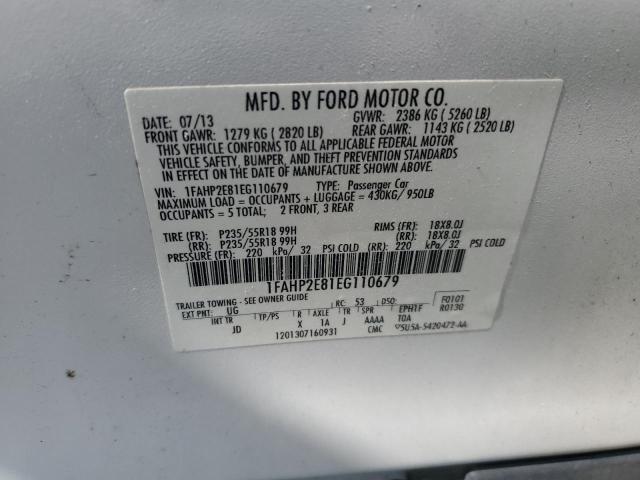 MFD. BY FORD MOTOR CO.
DATE: 07/13 GVWR: 2386 KG ( 5260 LB)
FRONT GAWR: 1279 KG ( 2820 LB) REAR GAWR: 1143 KG ( 2520 LB)
THIS VEHICLE CONFORMS TO ALL APPLICABLE FEDERAL MOTOR
VEHICLE SAFETY, BUMPER, AND THEFT PREVENTION STANDARDS
IN EFFECT ON THE DATE OF MANUFACTURE SHOWN ABOVE.
VIN: 1FAHP2E81EG110679 TYPE: Passenger Car
MAXIMUM LOAD = OCCUPANTS + LUGGAGE = 430KG/ 950LB
OCCUPANTS = 5 TOTAL: 2 FRONT, 3 REAR
TIRE (FR): P235/55R18 99H RIMS (FR): 18X8.0J
(RR): P235/55R18 99H (RR): 18X8.0J
PRESSURE (FR): 220 kPa/ 32 PSI COLD (RR): 220 kPa/ 32 PSI COLD
1FAHP2E81EG110679
TRAILER TOWING - SEE OWNER GUIDE RC: 53 DSO: F0101
EXT PNT: UG EPH1F R0130
INT TR TP/PS R AXLE TR SPR T0A
JD X 1A J AAAA CMC
1201307160931 5U5A-5420472-AA